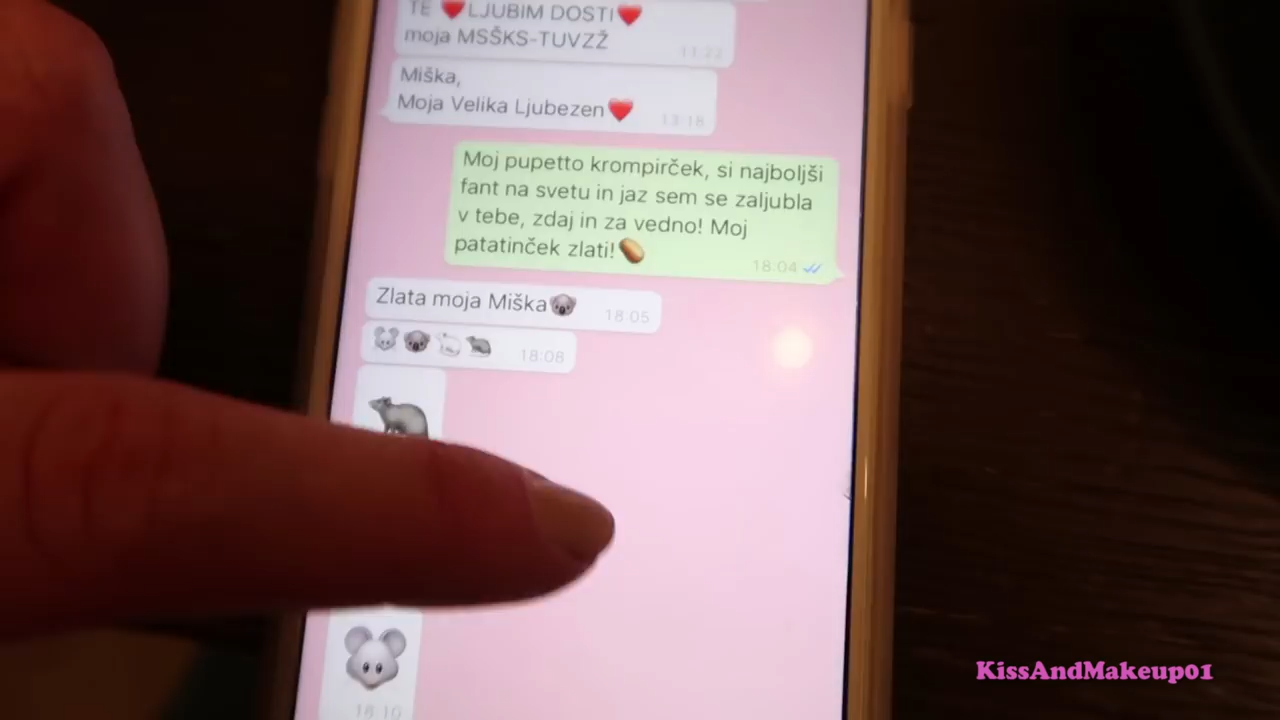 TE ❤️LJUBIM DOSTI❤️
moja MSŠKS-TUVZŽ
11:22
Miška,
Moja Velika Ljubezen❤️
13:18
Moj pupetto krompirček, si najboljši
fant na svetu in jaz sem se zaljubla
v tebe, zdaj in za vedno! Moj
patatinček zlati!🥔
18:04
Zlata moja Miška🐨
18:05
🐭🐨🐁🐀
18:08
18:10
KissAndMakeup01